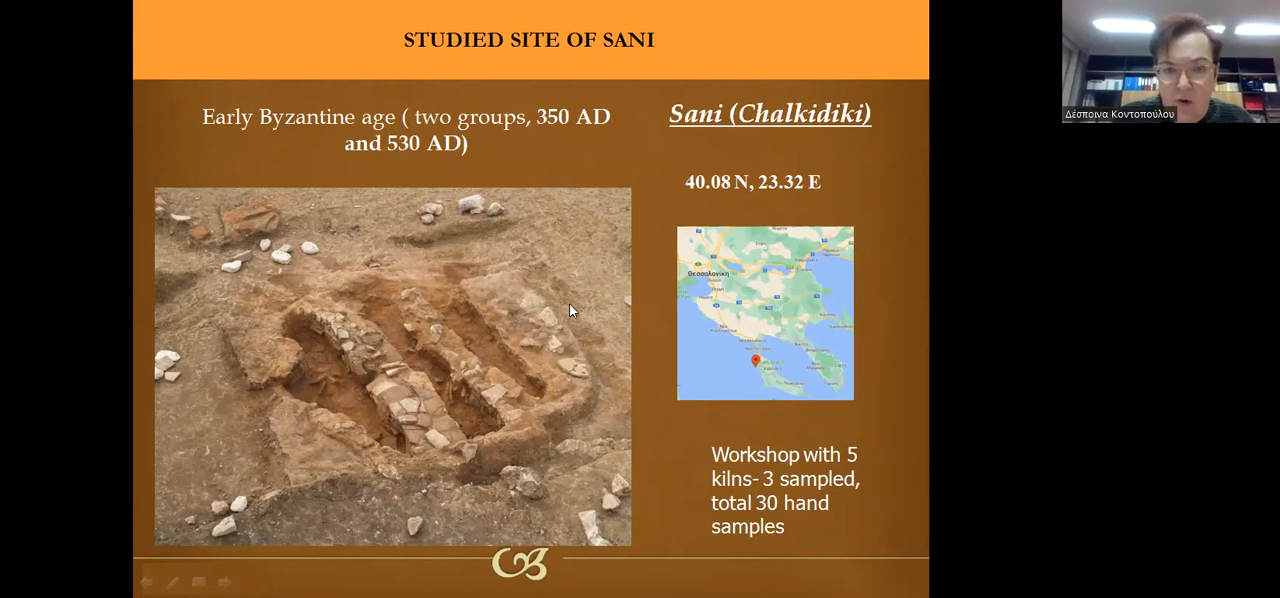 STUDIED SITE OF SANI
Early Byzantine age ( two groups, 350 AD
and 530 AD)
Sani (Chalkidiki)
40.08 N, 23.32 E
Θεσσαλονίκη
Workshop with 5
kilns- 3 sampled,
total 30 hand
samples
Δέσποινα Κοντοπούλου